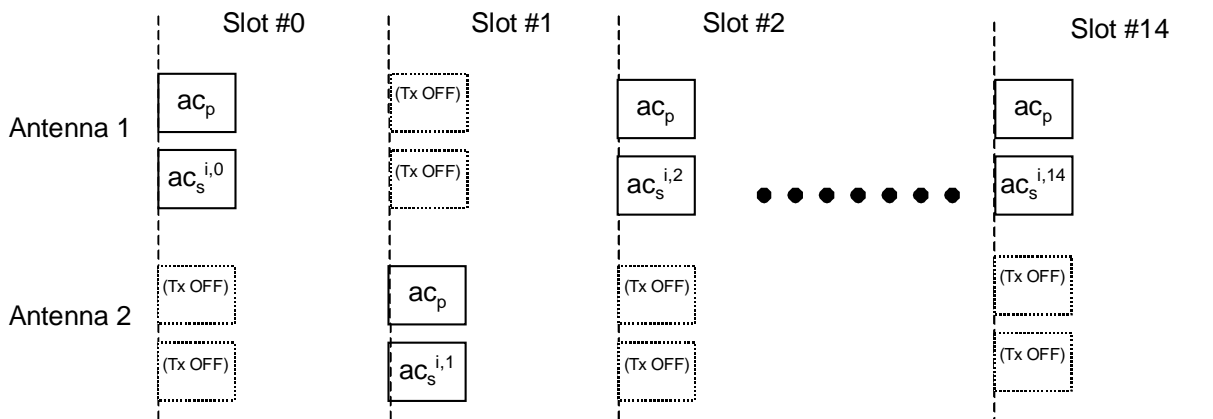 Slot #0 Slot #1 Slot #2 Slot #14
Antenna 1
ac_p (Tx OFF) ac_p ac_p
ac_s^i,0 (Tx OFF) ac_s^i,2 ac_s^i,14
Antenna 2
(Tx OFF) ac_p (Tx OFF) (Tx OFF)
(Tx OFF) ac_s^i,1 (Tx OFF) (Tx OFF)